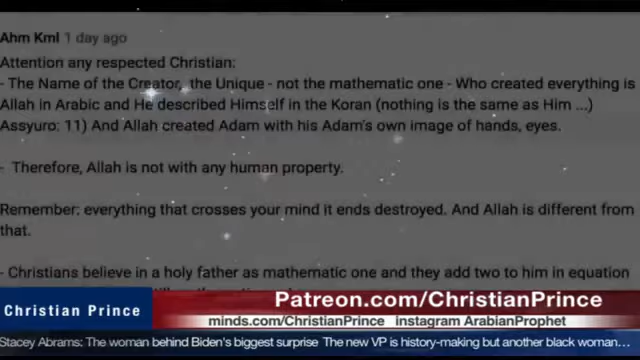 Ahm Kml 1 day ago
Attention any respected Christian:
- The Name of the Creator, the Unique - not the mathematic one - Who created everything is
Allah in Arabic and He described Himself in the Koran (nothing is the same as Him ...)
Assyuro: 11) And Allah created Adam with his Adam's own image of hands, eyes.
- Therefore, Allah is not with any human property.
Remember: everything that crosses your mind it ends destroyed. And Allah is different from
that.
- Christians believe in a holy father as mathematic one and they add two to him in equation
Patreon.com/ChristianPrince
Christian Prince
minds.com/ChristianPrince instagram ArabianProphet
Stacey Abrams: The woman behind Biden's biggest surprise The new VP is history-making but another black woman...